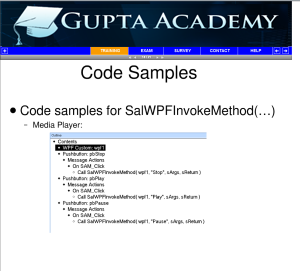 GUPTA ACADEMY
TRAINING EXAM SURVEY CONTACT HELP
Code Samples
Code samples for SalWPFInvokeMethod(…)
Media Player:
Outline
Contents
WPF Custom: wpf1
Pushbutton: pbStop
Message Actions
On SAM_Click
Call SalWPFInvokeMethod( wpf1, "Stop", sArgs, sReturn )
Pushbutton: pbPlay
Message Actions
On SAM_Click
Call SalWPFInvokeMethod( wpf1, "Play", sArgs, sReturn )
Pushbutton: pbPause
Message Actions
On SAM_Click
Call SalWPFInvokeMethod( wpf1, "Pause", sArgs, sReturn )